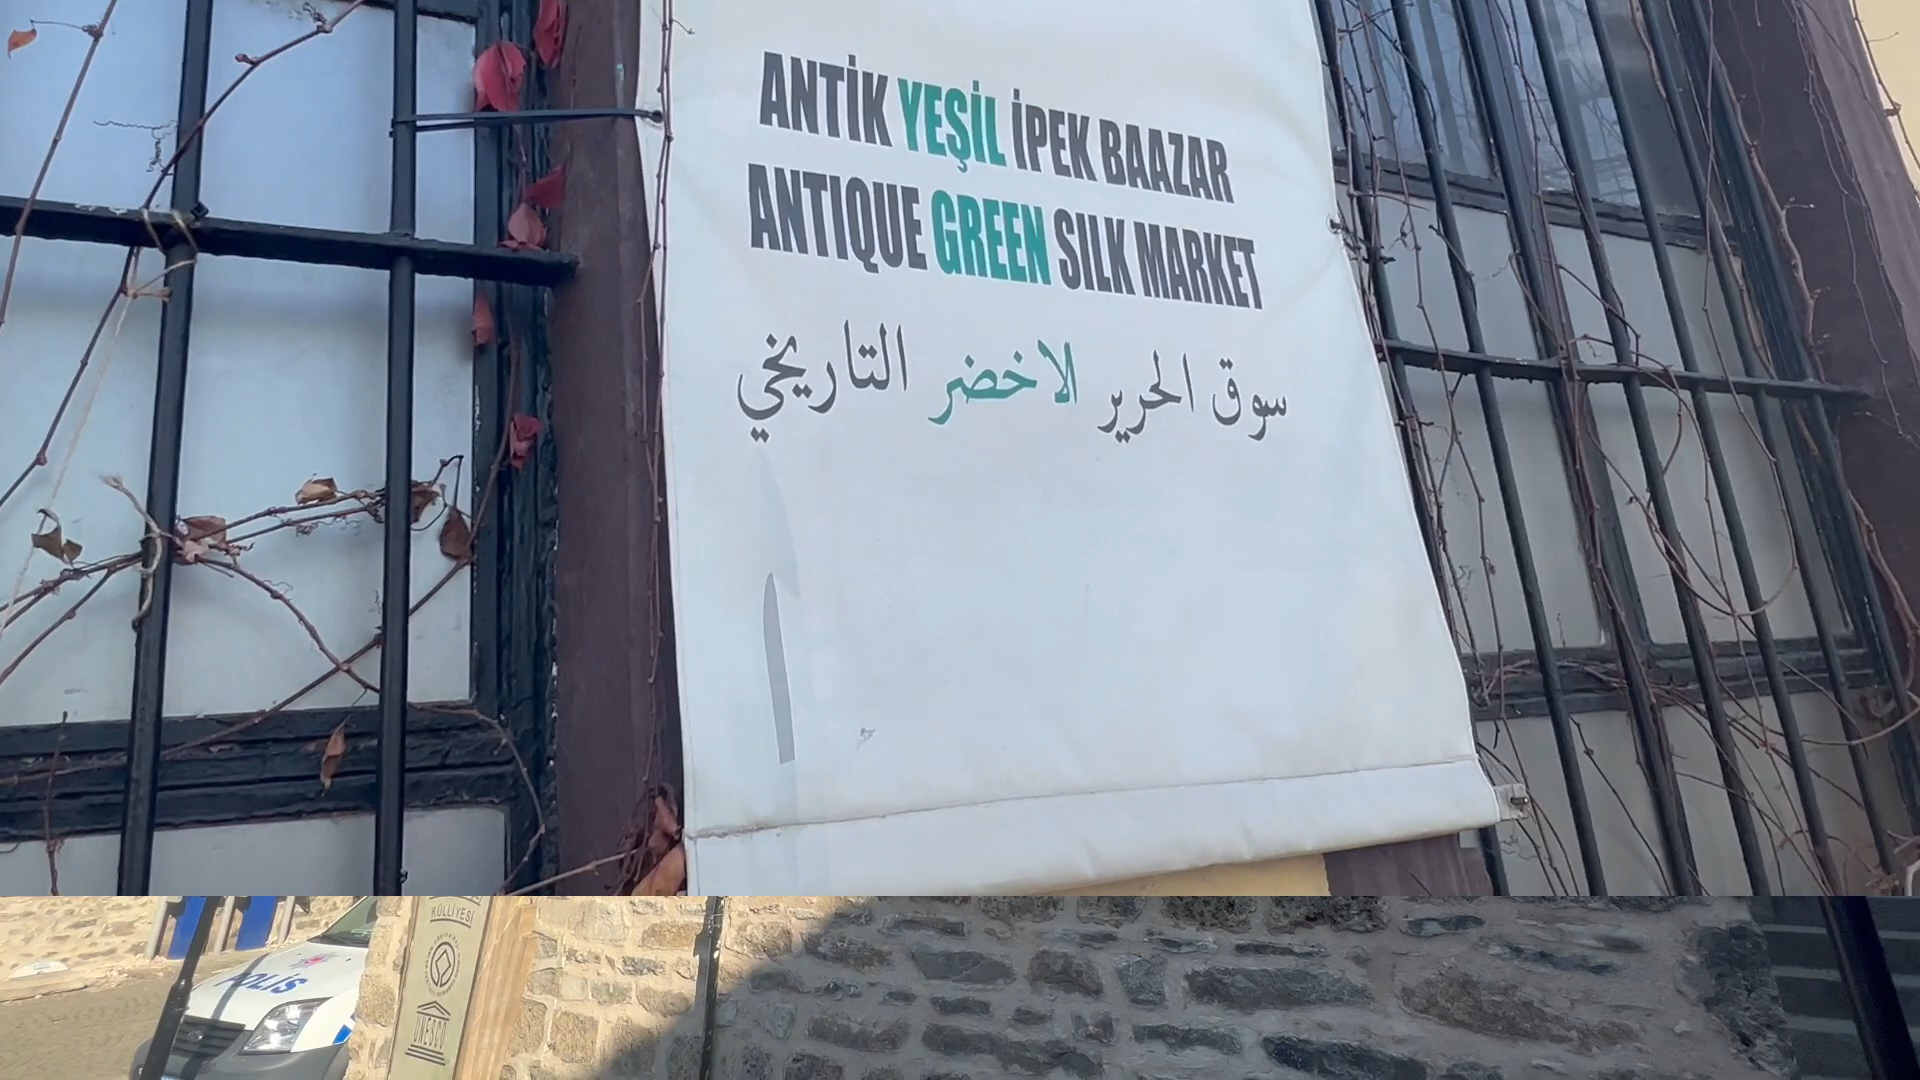 ANTİK YEŞİL İPEK BAAZAR
ANTIQUE GREEN SILK MARKET
سوق الحرير الاخضر التاريخي
KÜLLİYESİ
POLİS
UNESCO